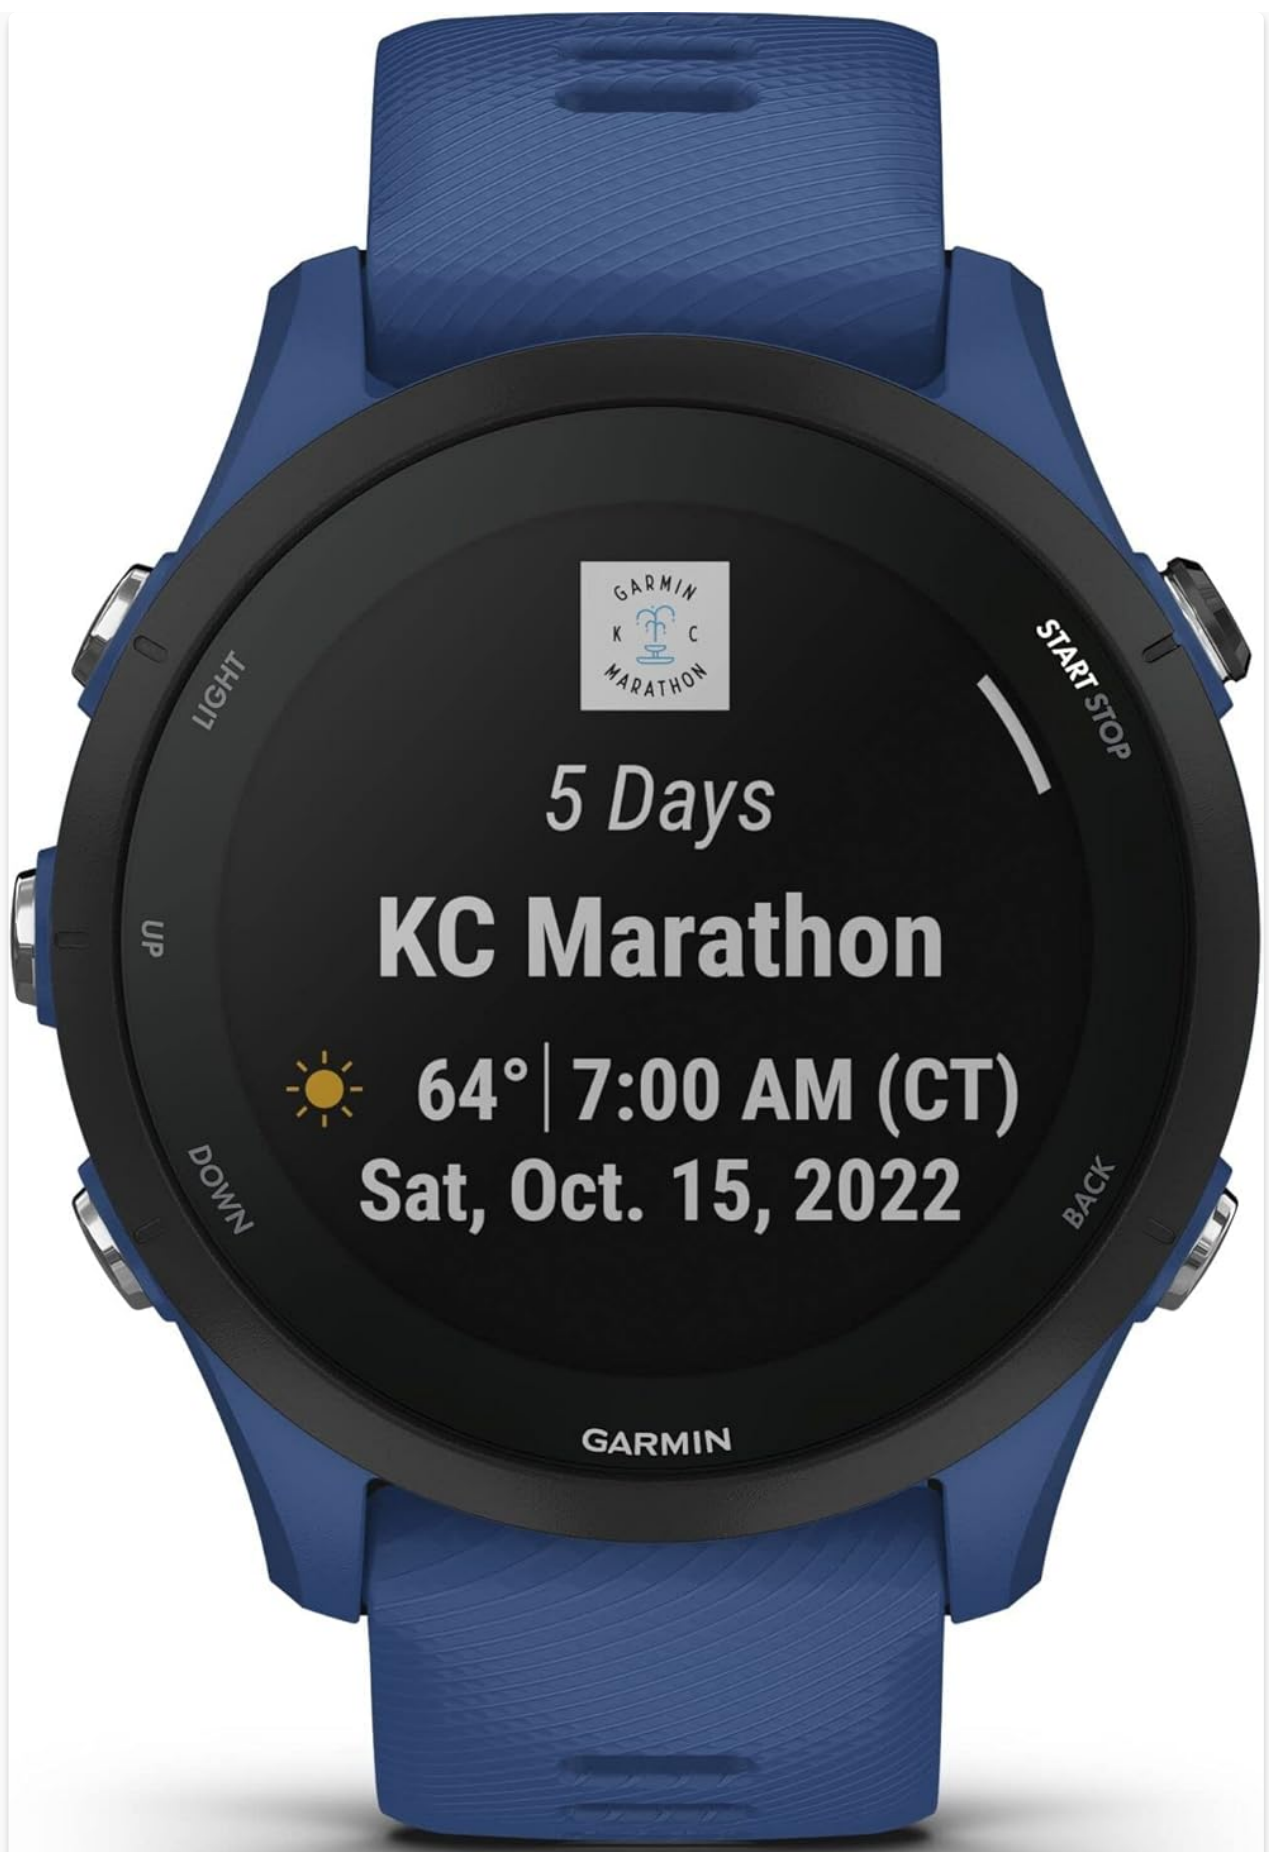 GARMIN
K C
MARATHON
5 Days
KC Marathon
64° | 7:00 AM (CT)
Sat, Oct. 15, 2022
LIGHT
START STOP
UP
DOWN
BACK
GARMIN